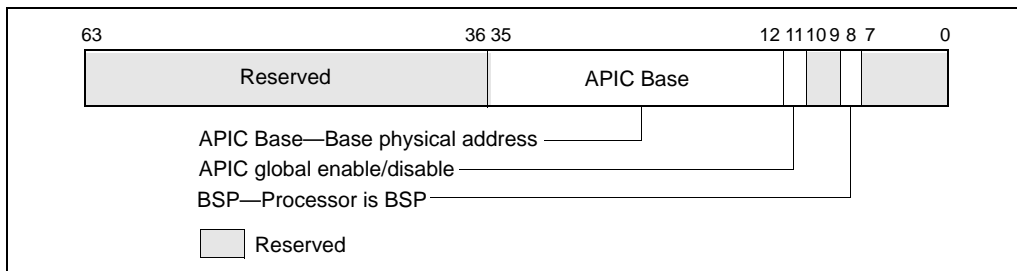 63 36 35 12 11 10 9 8 7 0
Reserved APIC Base
APIC Base—Base physical address
APIC global enable/disable
BSP—Processor is BSP
Reserved